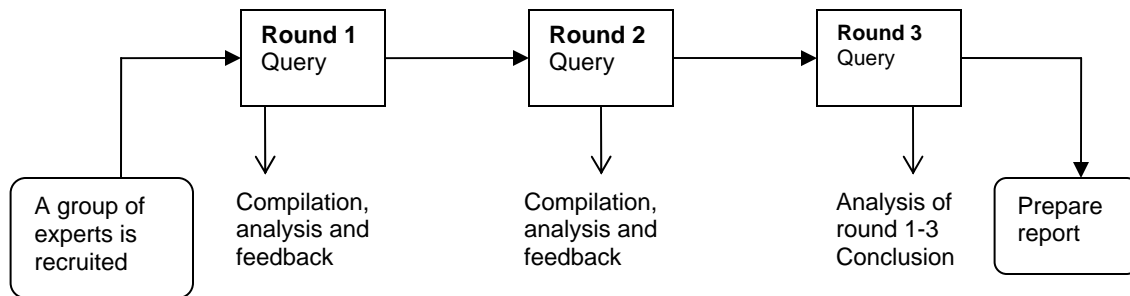 Round 1
Query
Round 2
Query
Round 3
Query
A group of
experts is
recruited
Compilation,
analysis and
feedback
Compilation,
analysis and
feedback
Analysis of
round 1-3
Conclusion
Prepare
report